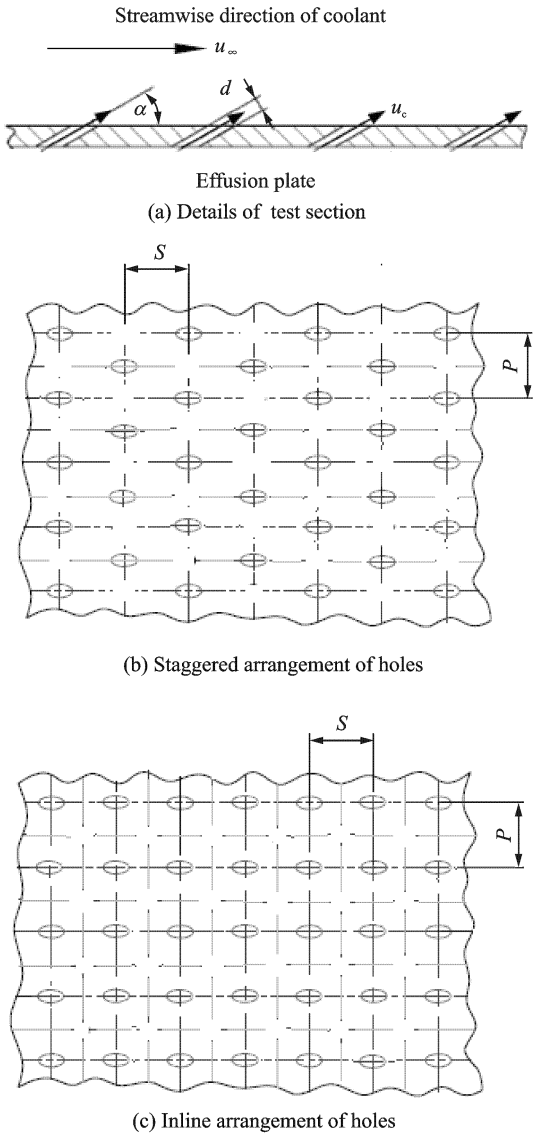 Streamwise direction of coolant
u∞
α
d
uc
Effusion plate
(a) Details of test section
S
P
(b) Staggered arrangement of holes
S
P
(c) Inline arrangement of holes